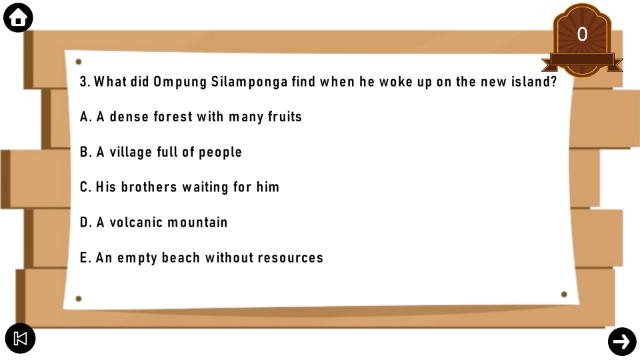 0
3. What did Ompung Silamponga find when he woke up on the new island?
A. A dense forest with many fruits
B. A village full of people
C. His brothers waiting for him
D. A volcanic mountain
E. An empty beach without resources